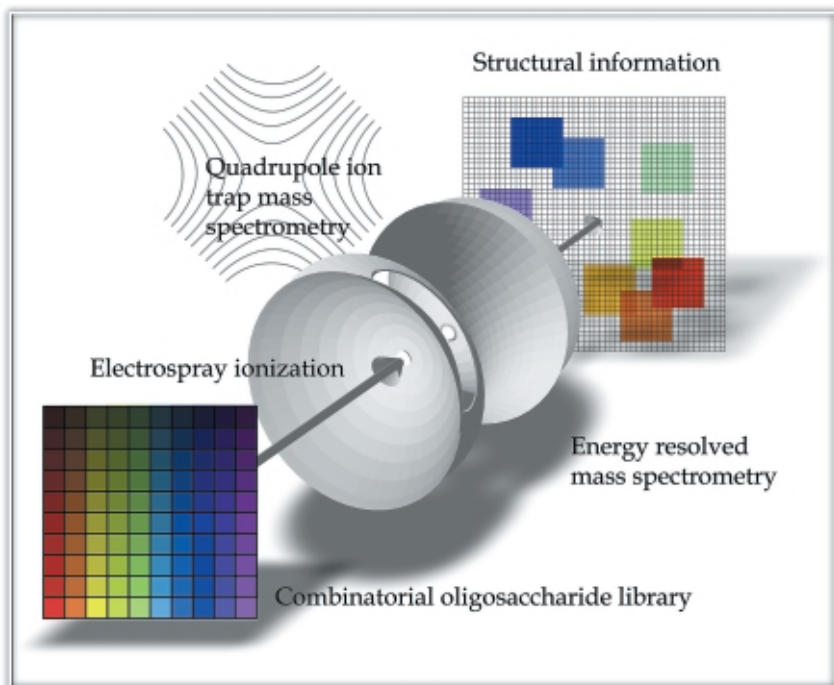 Structural information
Quadrupole ion
trap mass
spectrometry
Electrospray ionization
Energy resolved
mass spectrometry
Combinatorial oligosaccharide library